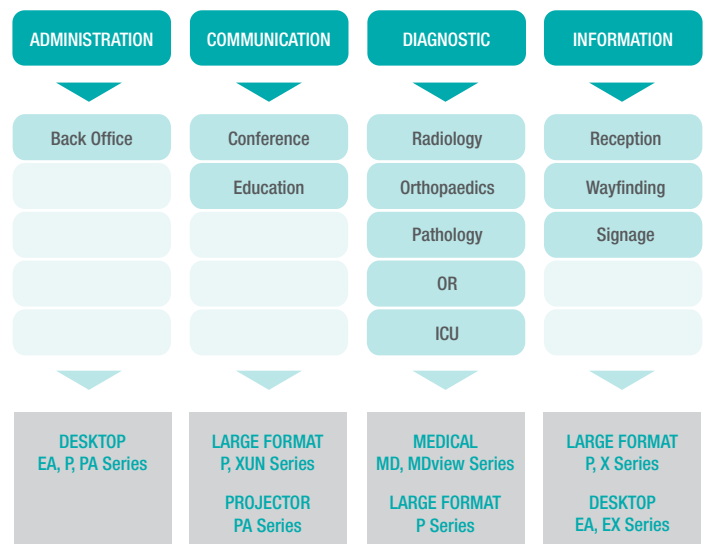 ADMINISTRATION
COMMUNICATION
DIAGNOSTIC
INFORMATION
Back Office
Conference
Radiology
Reception
Education
Orthopaedics
Wayfinding
Pathology
Signage
OR
ICU
DESKTOP
EA, P, PA Series
LARGE FORMAT
P, XUN Series
PROJECTOR
PA Series
MEDICAL
MD, MDview Series
LARGE FORMAT
P Series
LARGE FORMAT
P, X Series
DESKTOP
EA, EX Series